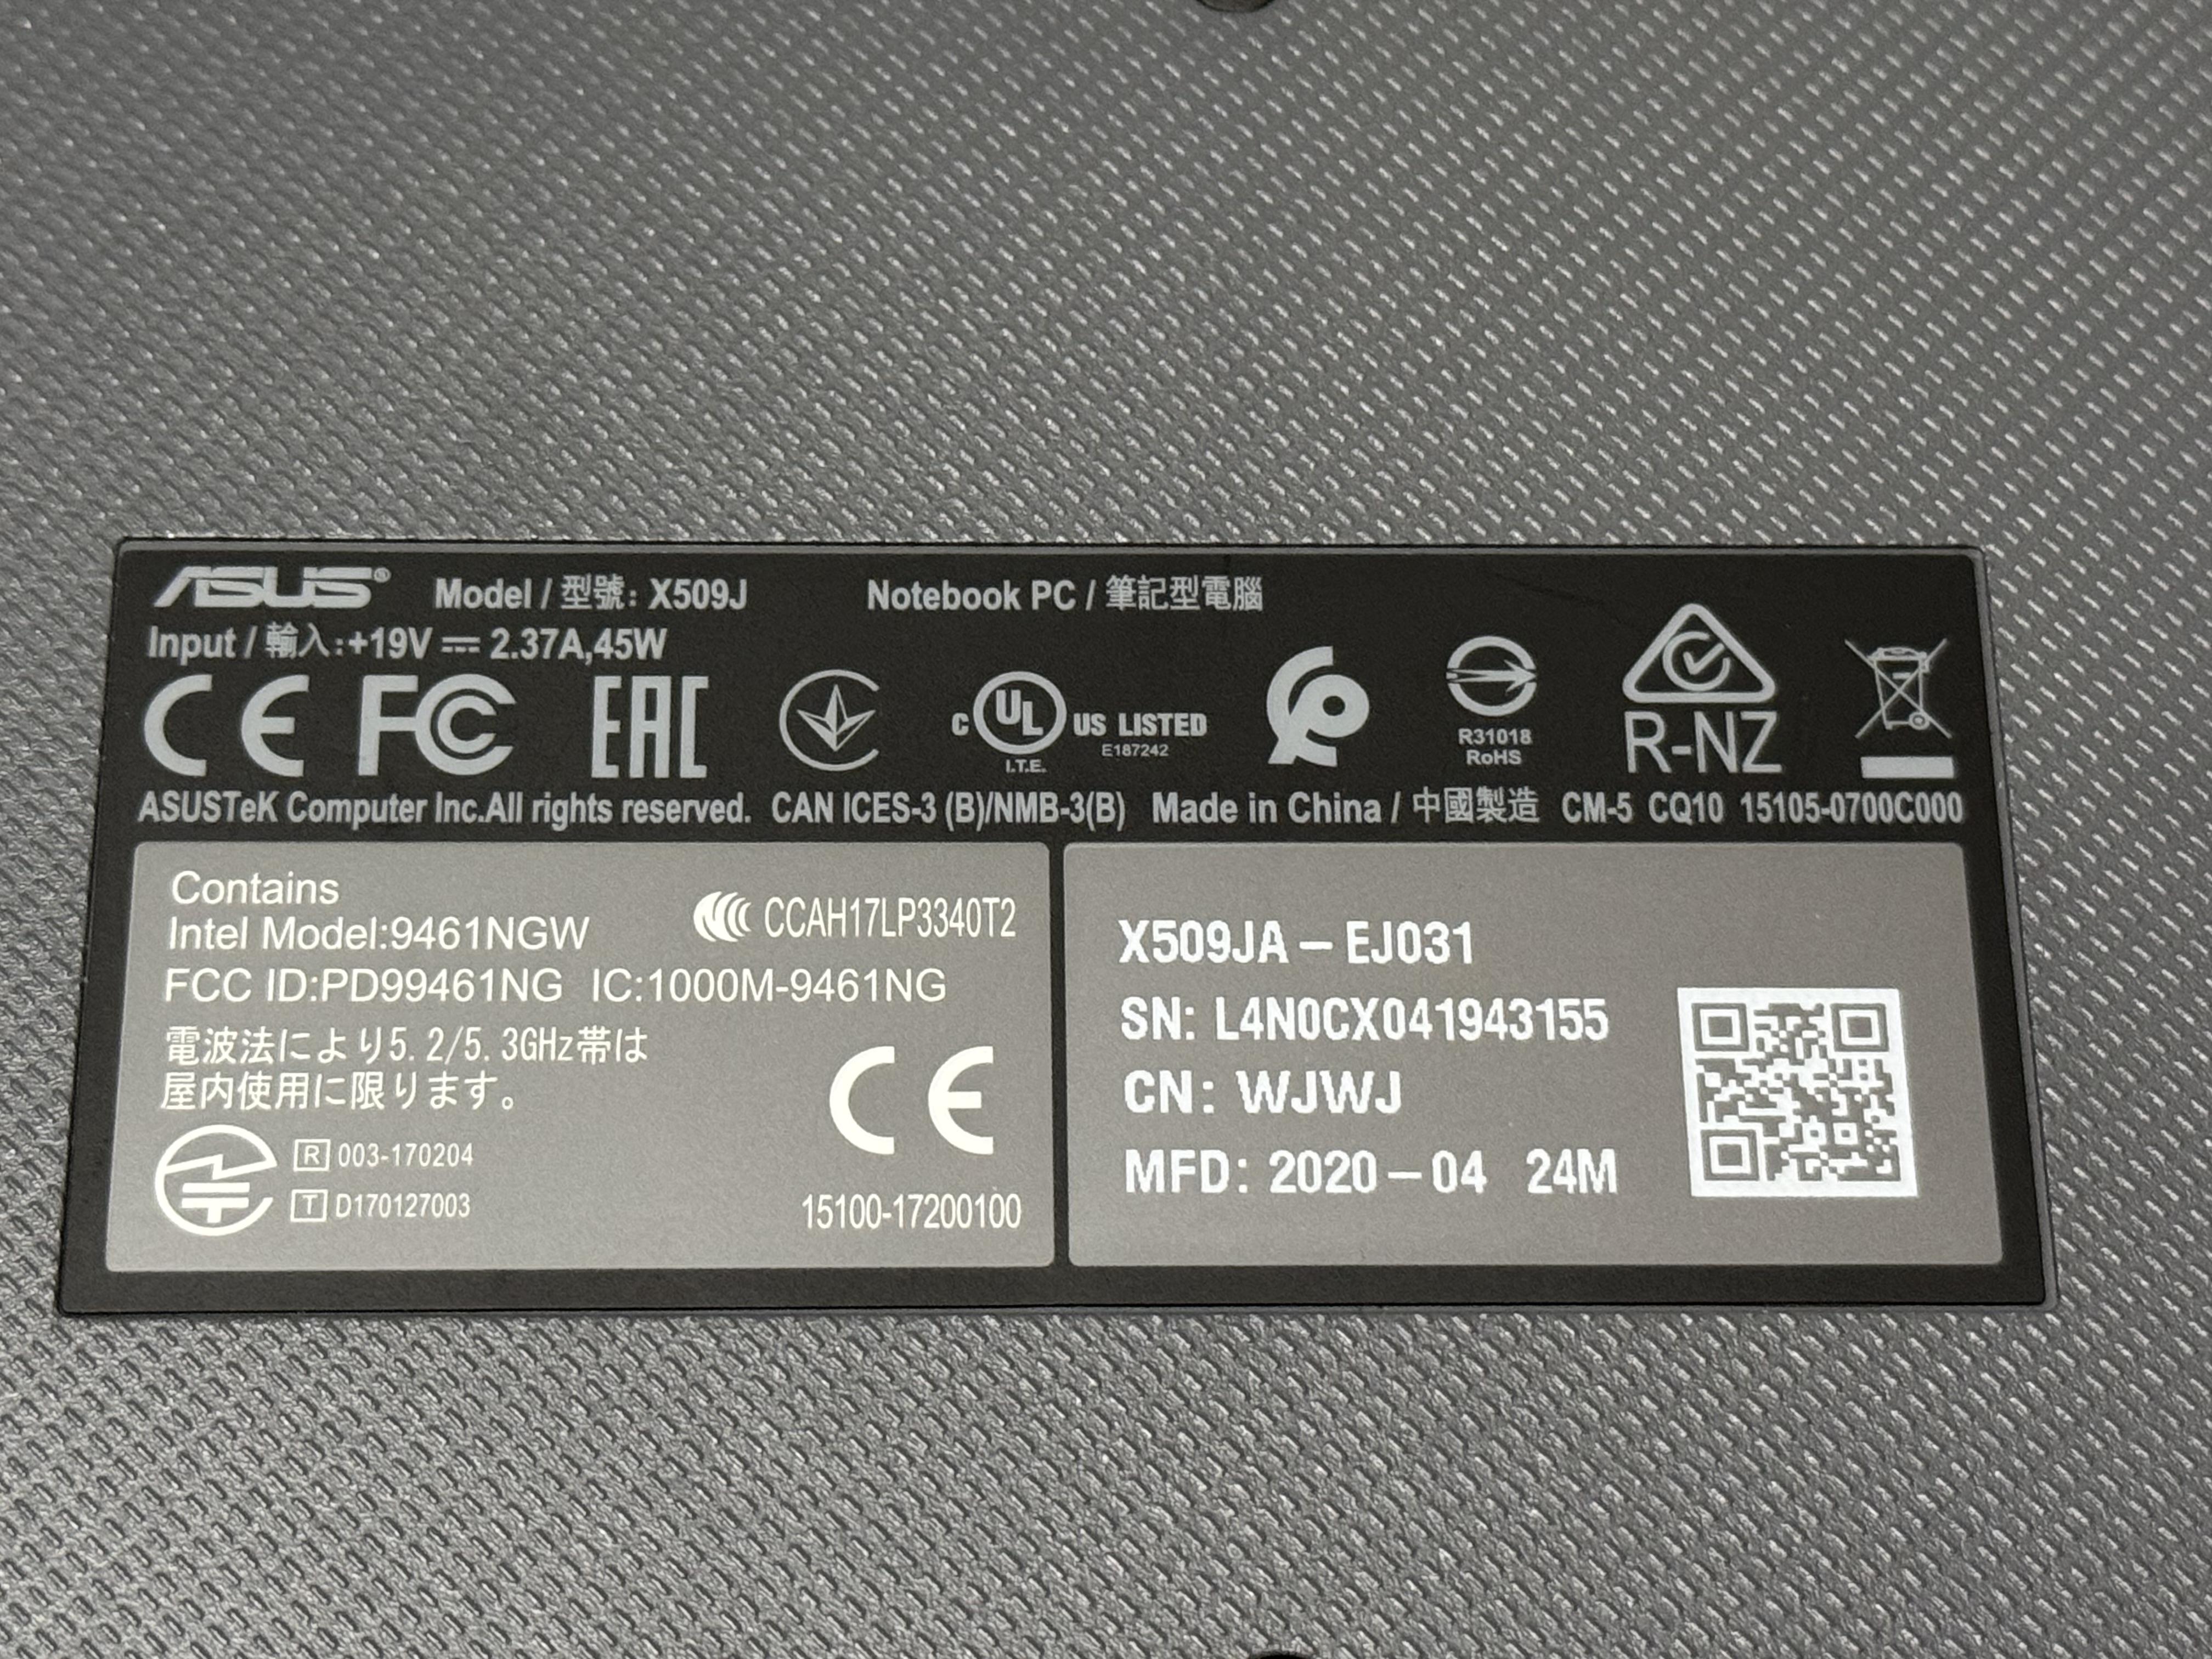 ASUS® Model / 型號: X509J Notebook PC / 筆記型電腦
Input / 輸入:+19V ⎓ 2.37A,45W
CE FC EAC C UL US LISTED
I.T.E. E187242
R31018
RoHS
R-NZ
ASUSTeK Computer Inc.All rights reserved. CAN ICES-3 (B)/NMB-3(B) Made in China / 中國製造 CM-5 CQ10 15105-0700C000
Contains
Intel Model:9461NGW CCAH17LP3340T2
FCC ID:PD99461NG IC:1000M-9461NG
電波法により5.2/5.3GHz帯は
屋内使用に限ります。
CE
R 003-170204
T D170127003
15100-17200100
X509JA-EJ031
SN: L4N0CX041943155
CN: WJWJ
MFD: 2020-04 24M